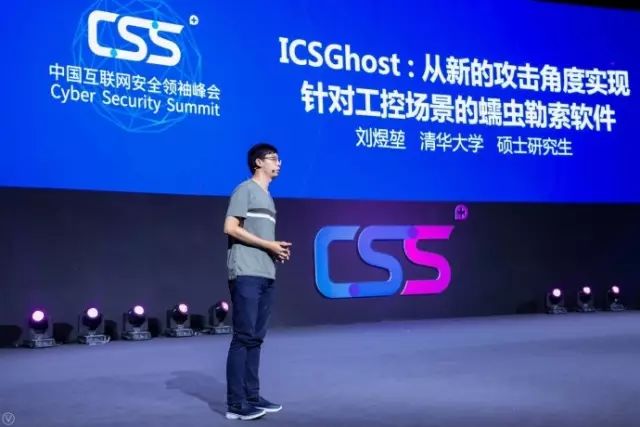 CSS+
中国互联网安全领袖峰会
Cyber Security Summit
ICSGhost：从新的攻击角度实现
针对工控场景的蠕虫勒索软件
刘煜堃 清华大学 硕士研究生
CSS+